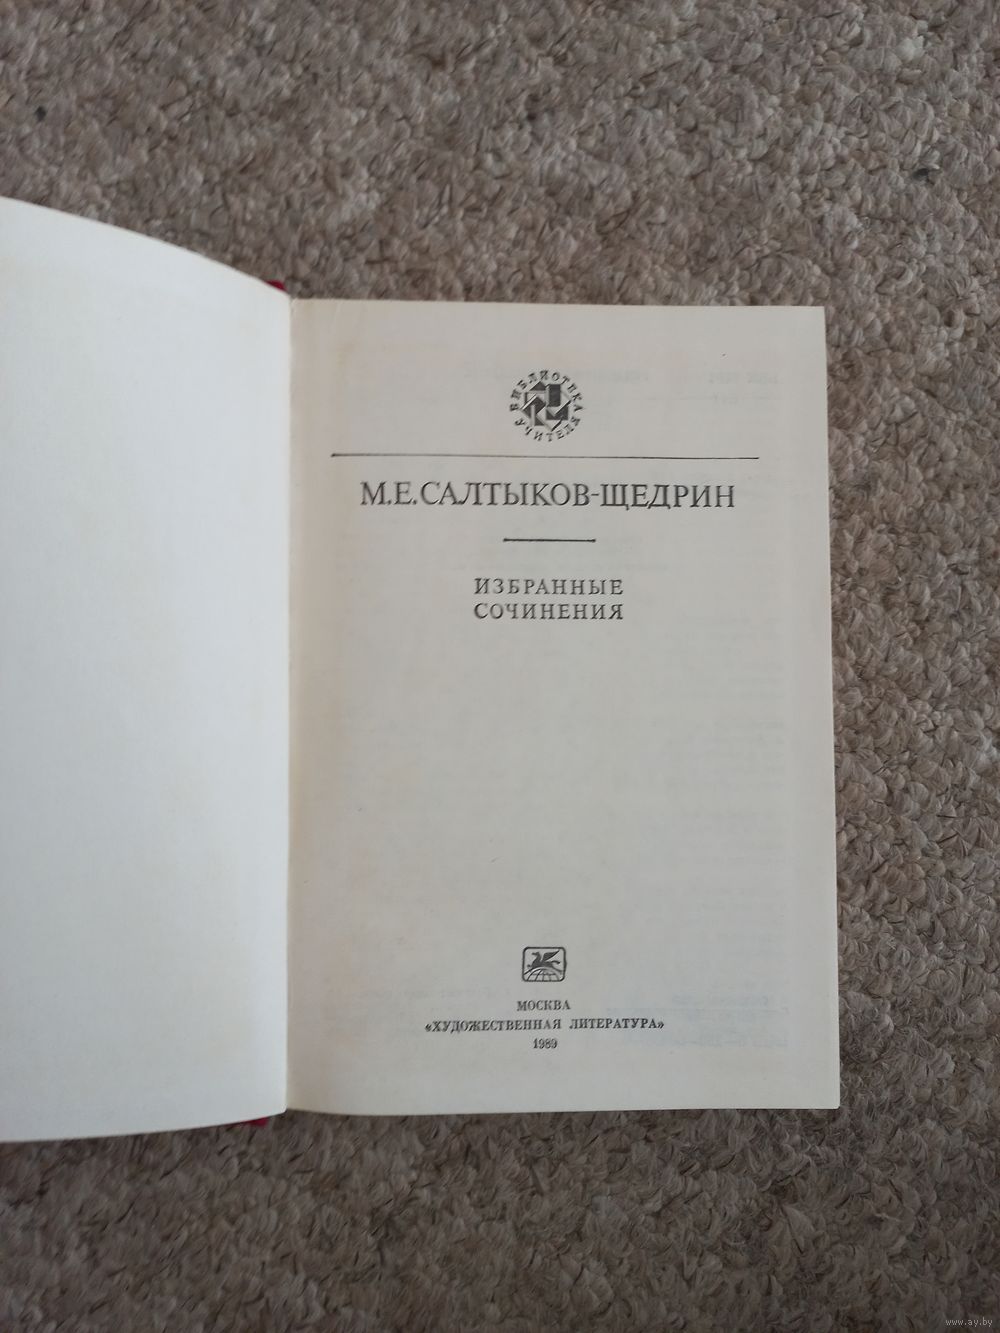 БИБЛИОТЕКА УЧИТЕЛЯ
М.Е.САЛТЫКОВ-ЩЕДРИН
ИЗБРАННЫЕ
СОЧИНЕНИЯ
МОСКВА
«ХУДОЖЕСТВЕННАЯ ЛИТЕРАТУРА»
1989
www.ay.by